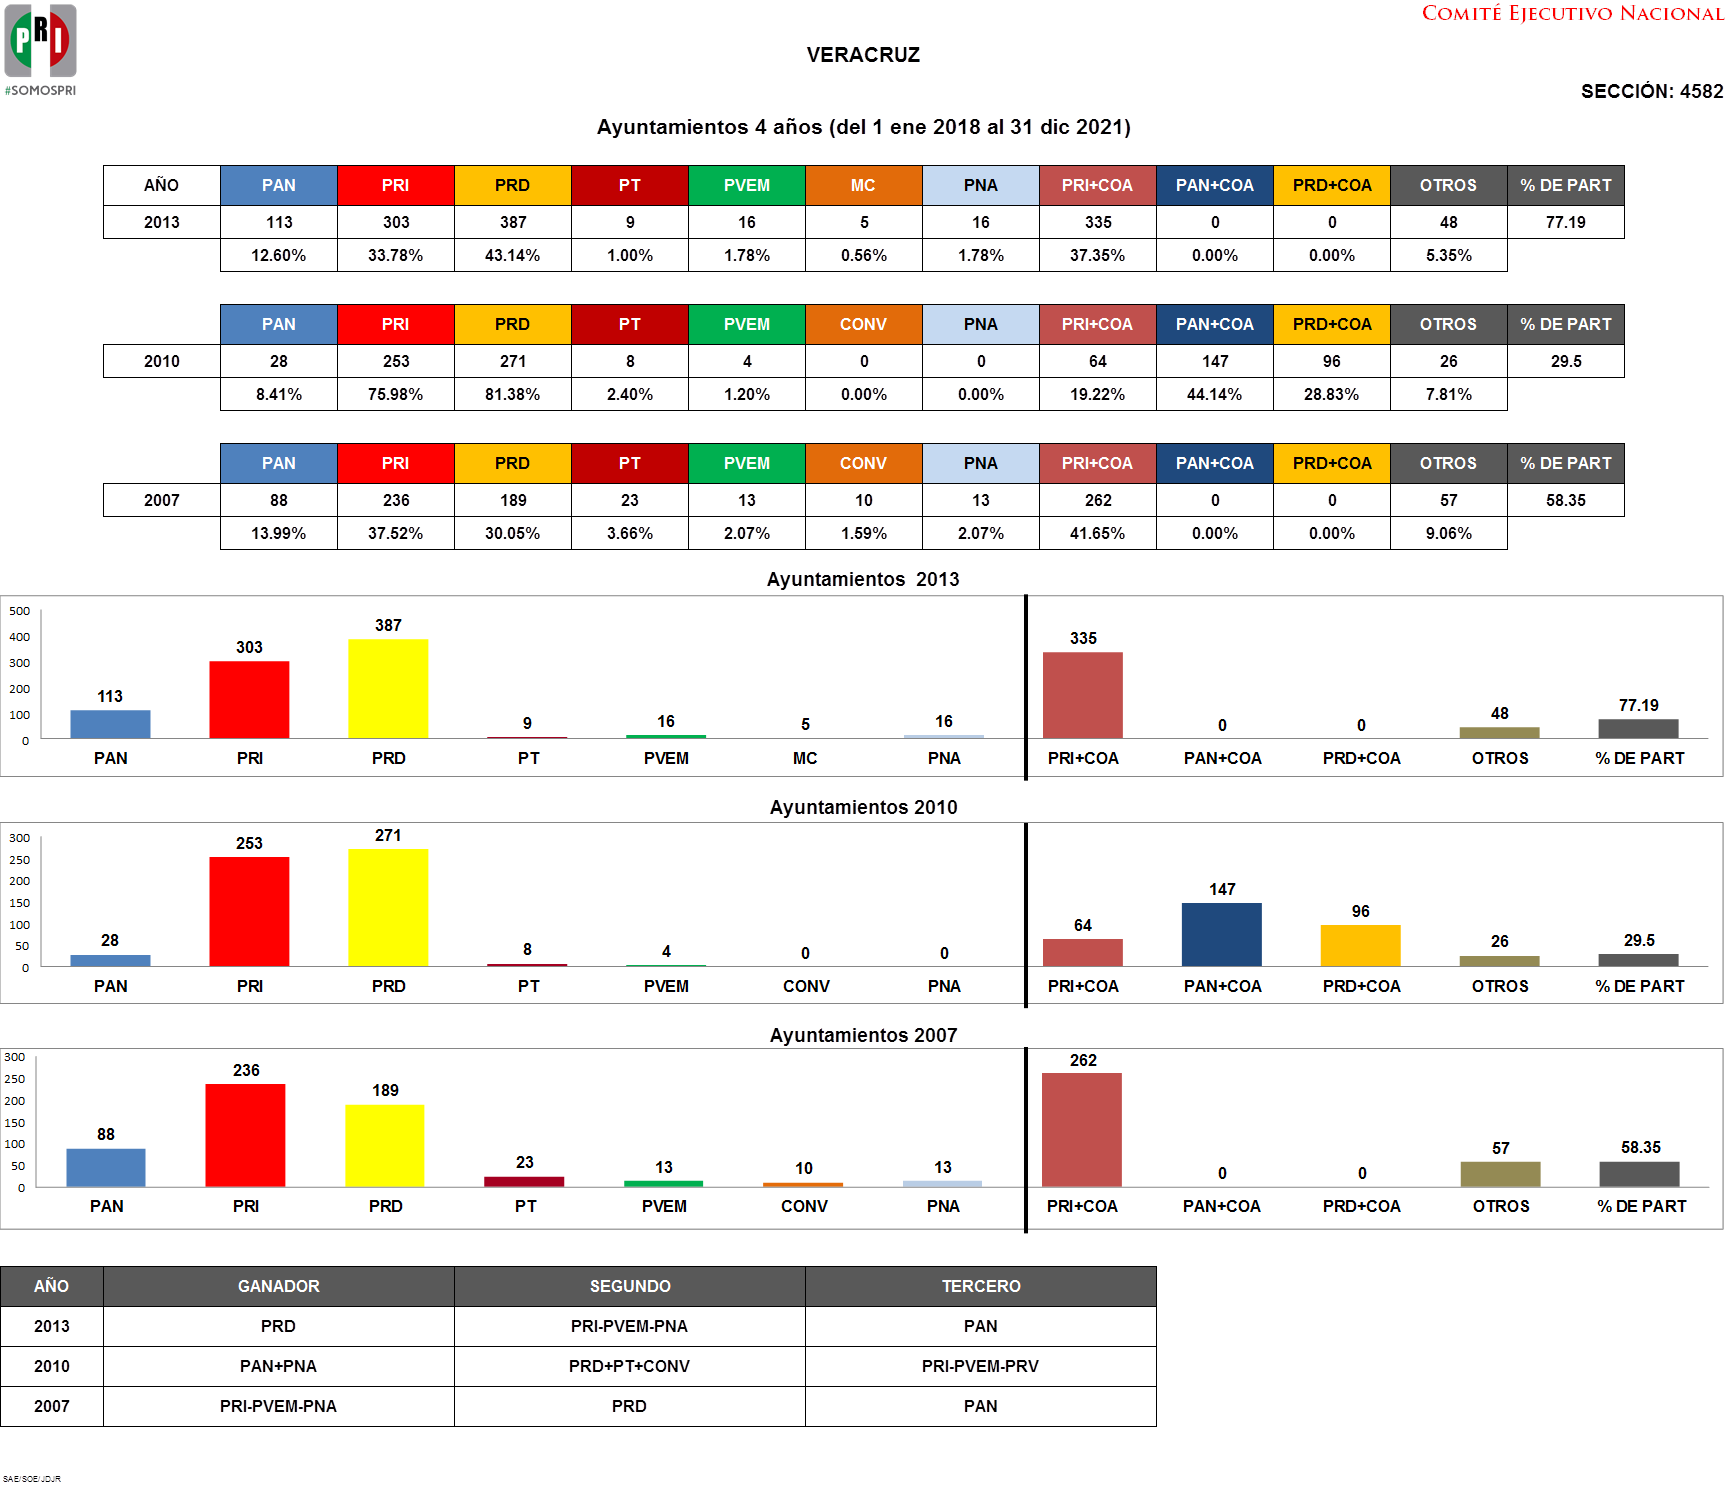 PRI
#SOMOSPRI
COMITÉ EJECUTIVO NACIONAL
VERACRUZ
SECCIÓN: 4582
Ayuntamientos 4 años (del 1 ene 2018 al 31 dic 2021)
AÑO PAN PRI PRD PT PVEM MC PNA PRI+COA PAN+COA PRD+COA OTROS % DE PART
2013 113 303 387 9 16 5 16 335 0 0 48 77.19
12.60% 33.78% 43.14% 1.00% 1.78% 0.56% 1.78% 37.35% 0.00% 0.00% 5.35%
PAN PRI PRD PT PVEM CONV PNA PRI+COA PAN+COA PRD+COA OTROS % DE PART
2010 28 253 271 8 4 0 0 64 147 96 26 29.5
8.41% 75.98% 81.38% 2.40% 1.20% 0.00% 0.00% 19.22% 44.14% 28.83% 7.81%
PAN PRI PRD PT PVEM CONV PNA PRI+COA PAN+COA PRD+COA OTROS % DE PART
2007 88 236 189 23 13 10 13 262 0 0 57 58.35
13.99% 37.52% 30.05% 3.66% 2.07% 1.59% 2.07% 41.65% 0.00% 0.00% 9.06%
Ayuntamientos  2013
500
400
300
200
100
0
113 303 387 9 16 5 16 335 0 0 48 77.19
PAN PRI PRD PT PVEM MC PNA PRI+COA PAN+COA PRD+COA OTROS % DE PART
Ayuntamientos 2010
300
250
200
150
100
50
0
28 253 271 8 4 0 0 64 147 96 26 29.5
PAN PRI PRD PT PVEM CONV PNA PRI+COA PAN+COA PRD+COA OTROS % DE PART
Ayuntamientos 2007
300
250
200
150
100
50
0
88 236 189 23 13 10 13 262 0 0 57 58.35
PAN PRI PRD PT PVEM CONV PNA PRI+COA PAN+COA PRD+COA OTROS % DE PART
AÑO GANADOR SEGUNDO TERCERO
2013 PRD PRI-PVEM-PNA PAN
2010 PAN+PNA PRD+PT+CONV PRI-PVEM-PRV
2007 PRI-PVEM-PNA PRD PAN
SAE/SOE/JDJR